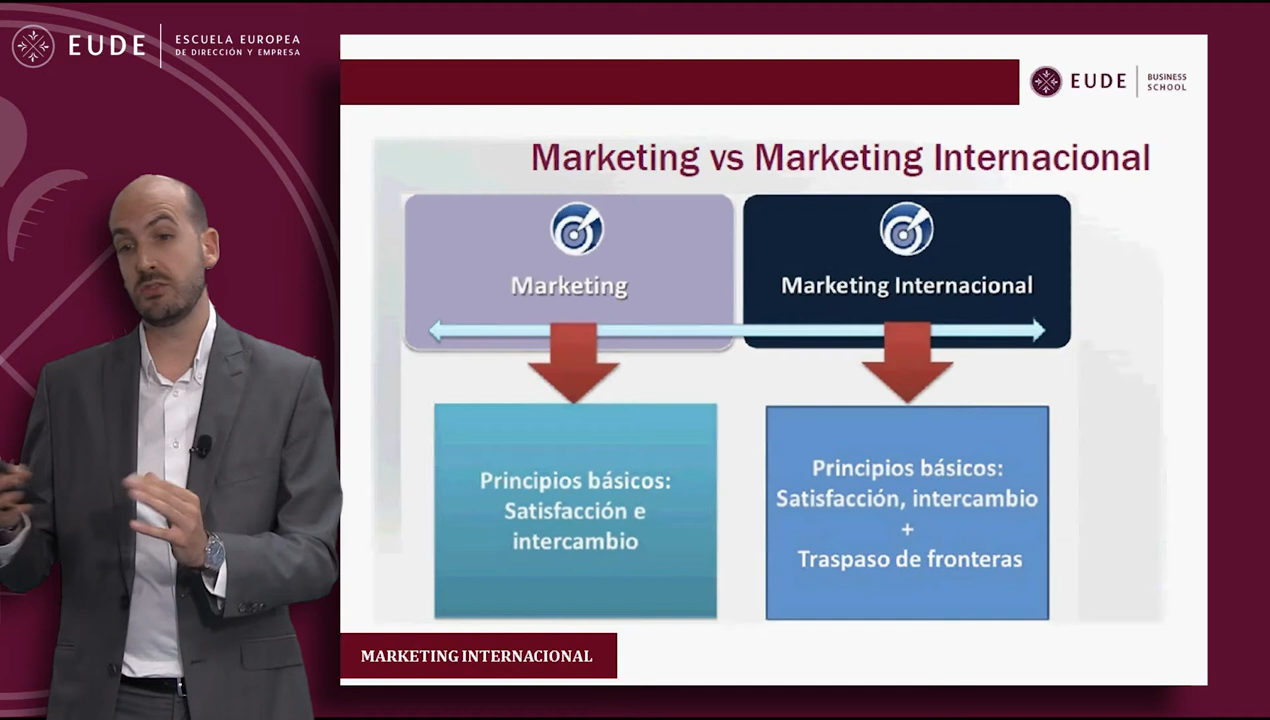 EUDE
ESCUELA EUROPEA
DE DIRECCIÓN Y EMPRESA
EUDE
BUSINESS
SCHOOL
Marketing vs Marketing Internacional
Marketing
Marketing Internacional
Principios básicos:
Satisfacción e
intercambio
Principios básicos:
Satisfacción, intercambio
+
Traspaso de fronteras
MARKETING INTERNACIONAL